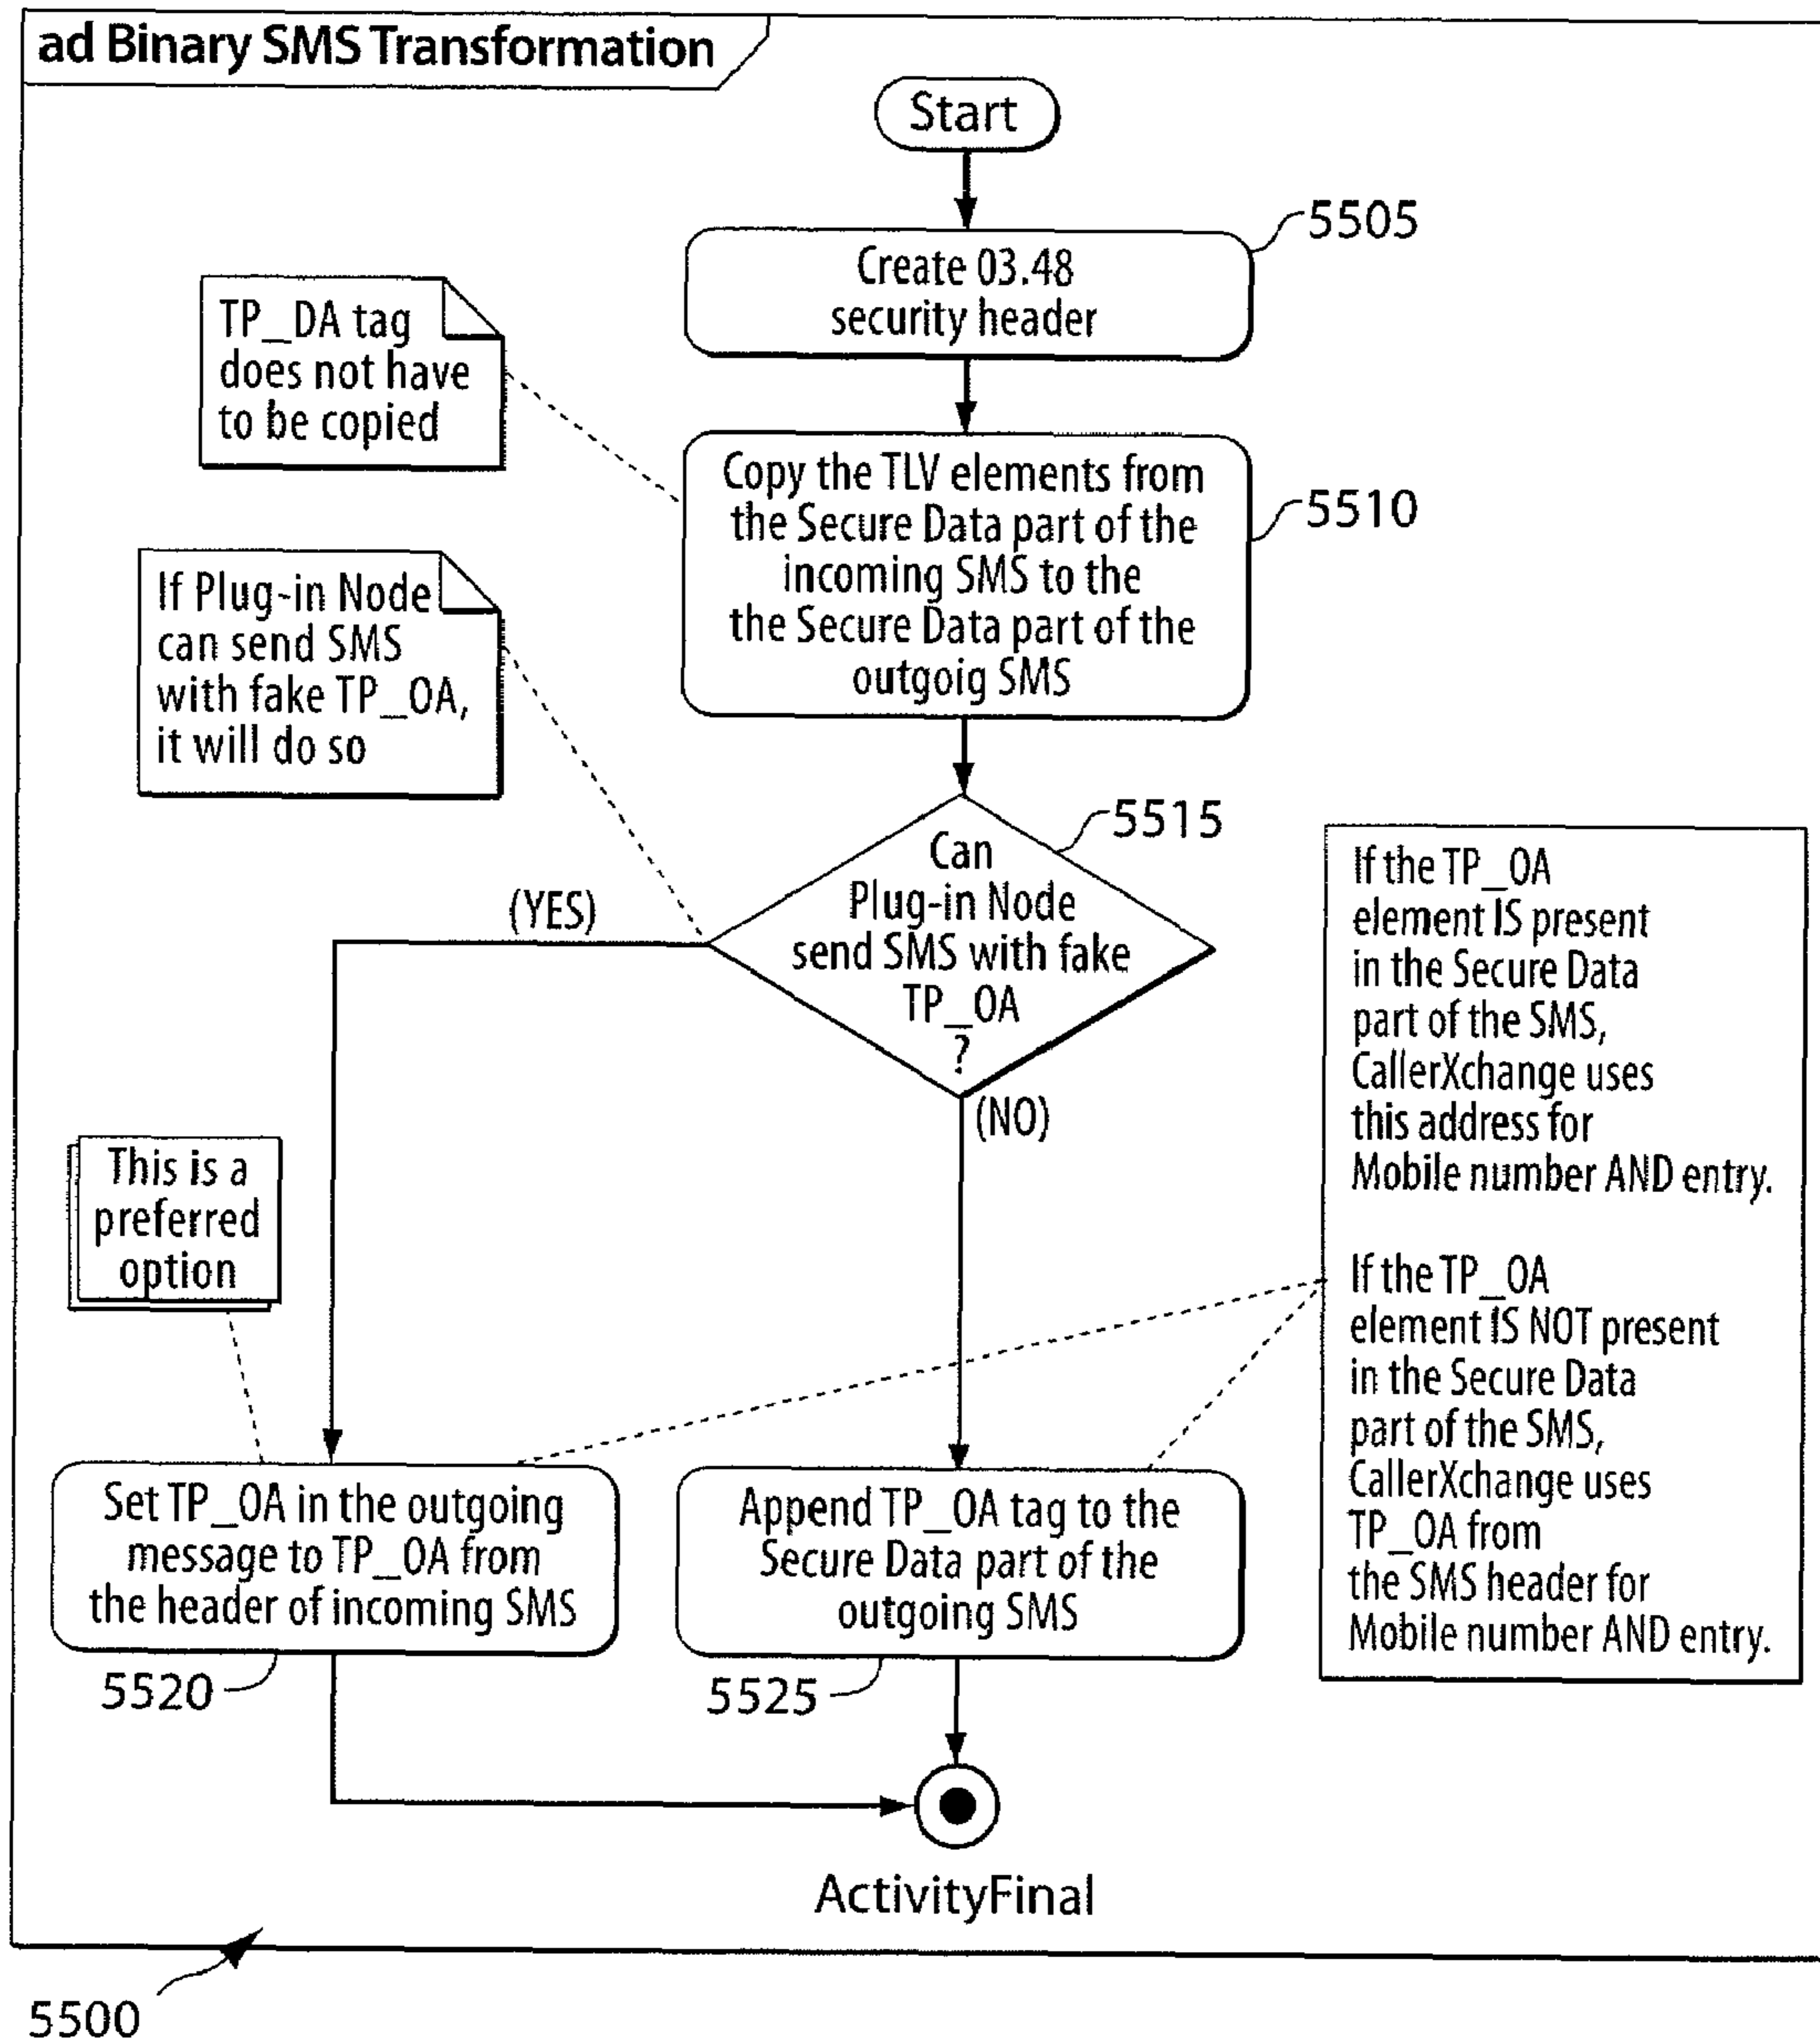 ad Binary SMS Transformation
Start
5505
Create 03.48
security header
TP_DA tag
does not have
to be copied
5510
Copy the TLV elements from
the Secure Data part of the
incoming SMS to the
the Secure Data part of the
outgoig SMS
If Plug-in Node
can send SMS
with fake TP_OA,
it will do so
5515
Can
Plug-in Node
send SMS with fake
TP_OA
?
(YES)
(NO)
If the TP_OA
element IS present
in the Secure Data
part of the SMS,
CallerXchange uses
this address for
Mobile number AND entry.
If the TP_OA
element IS NOT present
in the Secure Data
part of the SMS,
CallerXchange uses
TP_OA from
the SMS header for
Mobile number AND entry.
This is a
preferred
option
Set TP_OA in the outgoing
message to TP_OA from
the header of incoming SMS
5520
Append TP_OA tag to the
Secure Data part of the
outgoing SMS
5525
ActivityFinal
5500